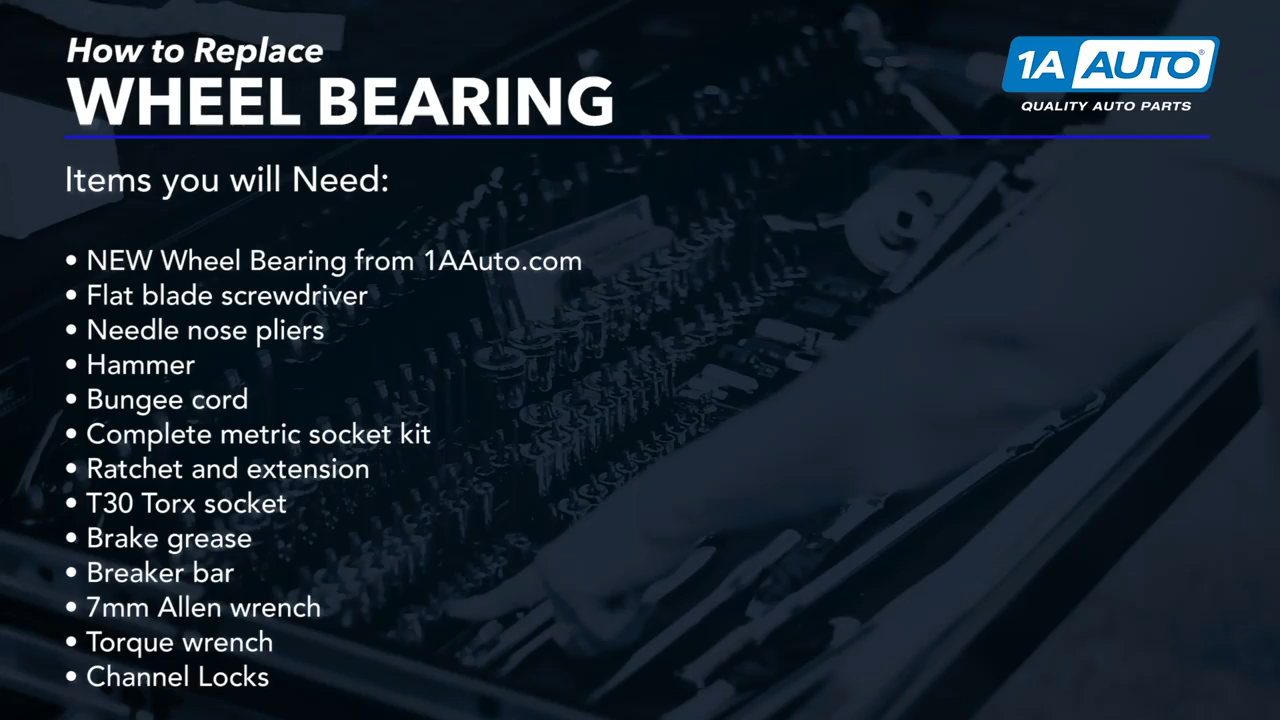 How to Replace
WHEEL BEARING
1A AUTO®
QUALITY AUTO PARTS
Items you will Need:
• NEW Wheel Bearing from 1AAuto.com
• Flat blade screwdriver
• Needle nose pliers
• Hammer
• Bungee cord
• Complete metric socket kit
• Ratchet and extension
• T30 Torx socket
• Brake grease
• Breaker bar
• 7mm Allen wrench
• Torque wrench
• Channel Locks